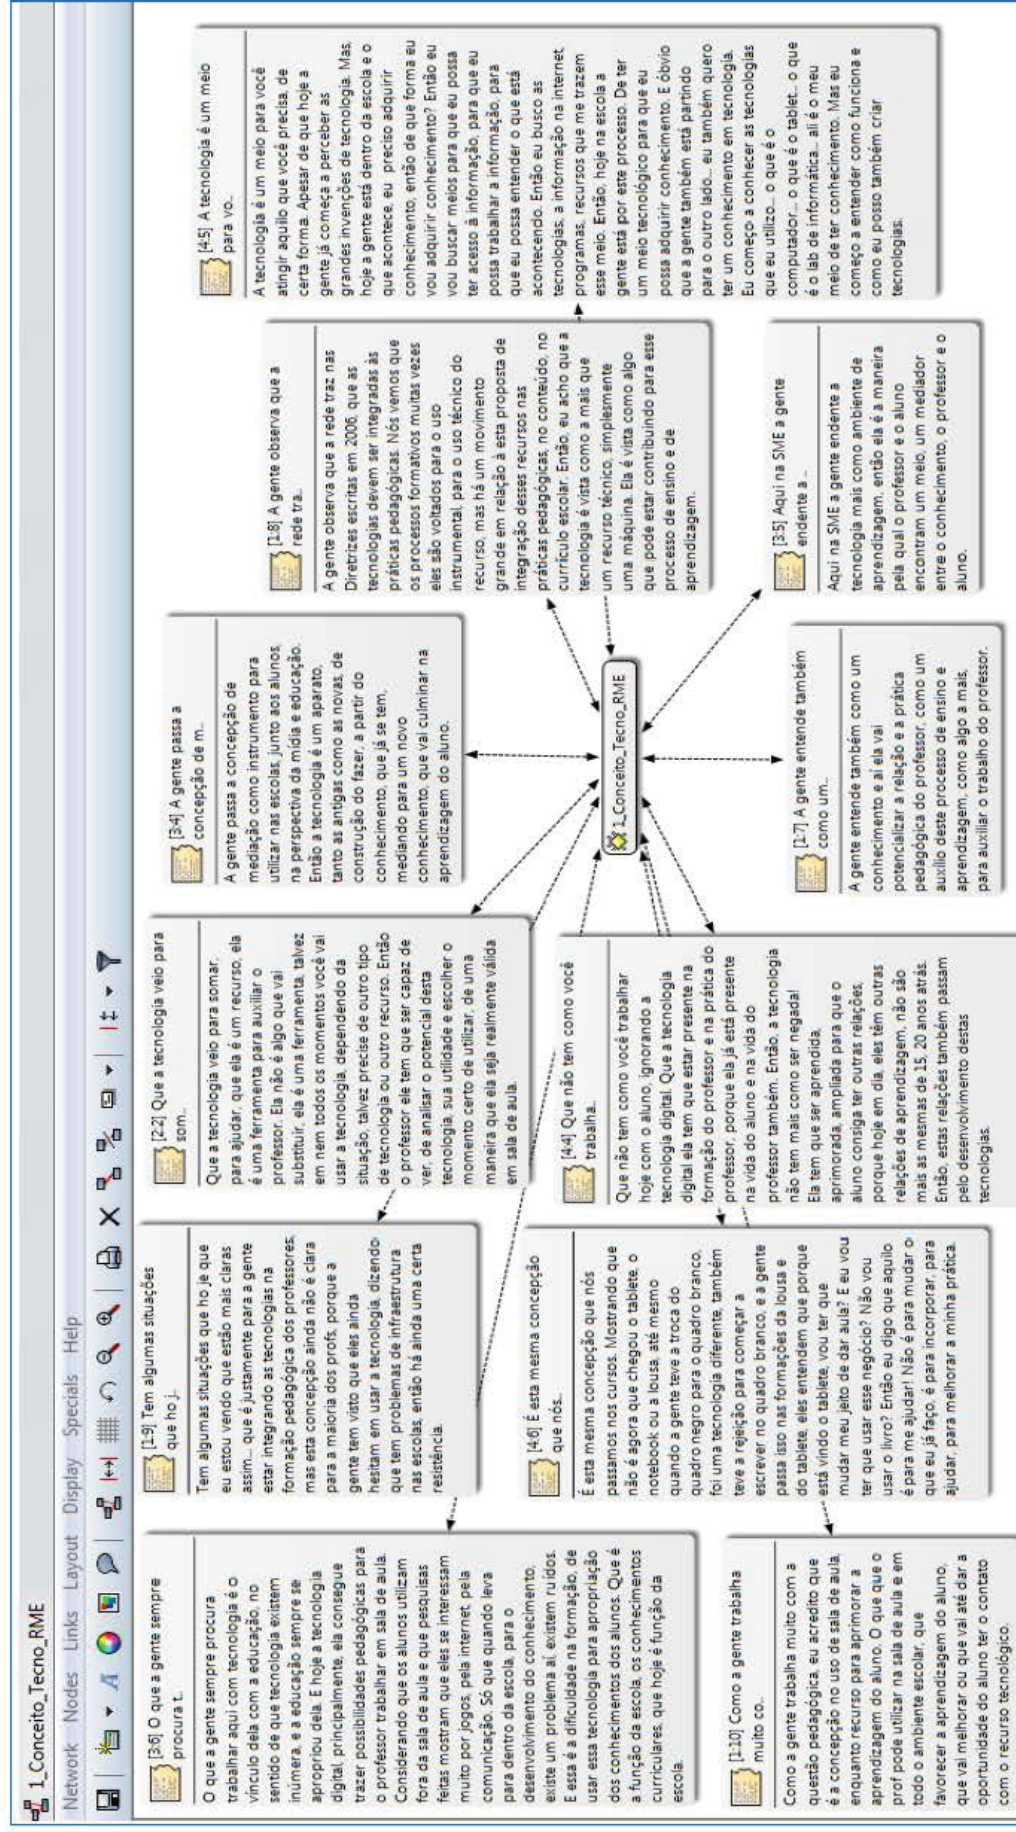 1_Conceito_Tecno_RME
Network Nodes Links Layout Display Specials Help
[3:6] O que a gente sempre
procura t..
O que a gente sempre procura
trabalhar aqui com tecnologia é o
vínculo dela com a educação, no
sentido de que tecnologia existem
inúmera, e a educação sempre se
apropriou dela. E hoje a tecnologia
digital, principalmente, ela consegue
trazer possibilidades pedagógicas para
o professor trabalhar em sala de aula.
Considerando que os alunos utilizam
fora da sala de aula e que pesquisas
feitas mostram que eles se interessam
muito por jogos, pela internet, pela
comunicação. Só que quando leva
para dentro da escola, para o
desenvolvimento do conhecimento,
existe um problema aí, existem ruídos.
E essa é a dificuldade na formação, de
usar essa tecnologia para apropriação
dos conhecimentos dos alunos. Que é
a função da escola, os conhecimentos
curriculares, que hoje é função da
escola.
[1:9] Tem algumas situações
que ho,j..
Tem algumas situações que ho,je que
eu estou vendo que estão mais claras
assim... que é justamente para a gente
estar integrando as tecnologias na
formação pedagógica dos professores,
mas esta concepção ainda não é clara
para a maioria dos profs, porque a
gente tem visto que eles ainda
hesitam em usar a tecnologia, dizendo
que tem problemas de infraestrutura
nas escolas, então há ainda uma certa
resistência.
[2:2] Que a tecnologia veio para
som..
Que a tecnologia veio para somar,
para ajudar, que ela é um recurso, ela
é uma ferramenta para auxiliar o
professor. Ela não é algo que vai
substituir, ela é uma ferramenta talvez
em nem todos os momentos você vai
usar a tecnologia, dependendo da
situação, talvez precise de outro tipo
de tecnologia ou outro recurso. Então
o professor ele tem que ser capaz de
ver, de analisar o potencial desta
tecnologia, sua utilidade e escolher o
momento certo de utilizar, de uma
maneira que ela seja realmente válida
em sala de aula.
[3:4] A gente passa a
concepção de m..
A gente passa a concepção de
mediação como instrumento para
utilizar nas escolas, junto aos alunos,
na perspectiva da mídia e educação.
Então a tecnologia é um aparato,
tanto as antigas como as novas, de
construção do fazer, a partir do
conhecimento, que já se tem,
mediando para um novo
conhecimento, que vai culminar na
aprendizagem do aluno.
[1:8] A gente observa que a
rede tra..
A gente observa que a rede traz nas
Diretrizes escritas em 2006, que as
tecnologias devem ser integradas às
práticas pedagógicas. Nós vemos que
os processos formativos muitas vezes
eles são voltados para o uso
instrumental, para o uso técnico do
recurso, mas há um movimento
grande em relação à esta proposta de
integração desses recursos nas
práticas pedagógicas, no conteúdo, no
currículo escolar. Então, eu acho que a
tecnologia é vista como a mais que
um recurso técnico, simplesmente
uma máquina. Ela é vista como algo
que pode estar contribuindo para esse
processo de ensino e de
aprendizagem.
[4:5] A tecnologia é um meio
para vo..
A tecnologia é um meio para você
atingir aquilo que você precisa, de
certa forma. Apesar de que hoje a
gente já começa a perceber as
grandes invenções de tecnologia. Mas,
hoje a gente está dentro da escola e o
que acontece, eu preciso adquirir
conhecimento, então de que forma eu
vou adquirir conhecimento? Então eu
vou buscar meios para que eu possa
ter acesso à informação, para que eu
possa trabalhar a informação, para
que eu possa entender o que está
acontecendo. Então eu busco as
tecnologias, a informação na internet,
programas, recursos que me trazem
esse meio. Então, hoje na escola a
gente está por este processo. De ter
um meio tecnológico para que eu
possa adquirir conhecimento. É óbvio
que a gente também está partindo
para o outro lado... eu também quero
ter um conhecimento em tecnologia.
Eu começo a conhecer as tecnologias
que eu utilizo... o que é o
computador... o que é o tablet... o que
é o lab de informática... ali é o meu
meio de ter conhecimento. Mas eu
começo a entender como funciona e
como eu posso também criar
tecnologias.
1_Conceito_Tecno_RME
[1:10] Como a gente trabalha
muito co..
Como a gente trabalha muito com a
questão pedagógica, eu acredito que
é a concepção no uso de sala de aula,
enquanto recurso para aprimorar a
aprendizagem do aluno. O que que o
prof pode utilizar na sala de aula e em
todo o ambiente escolar, que
favorecer a aprendizagem do aluno,
que vai melhorar ou que vai até dar a
oportunidade do aluno ter o contato
com o recurso tecnológico.
[4:6] É esta mesma concepção
que nós..
É esta mesma concepção que nós
passamos nos cursos. Mostrando que
não é agora que chegou o tablete, o
notebook ou a lousa, até mesmo
quando a gente teve a troca do
quadro negro para o quadro branco,
foi uma tecnologia diferente, também
teve a rejeição para começar a
escrever no quadro branco, e a gente
passa isso nas formações da lousa e
do tablete, eles entendem que porque
está vindo o tablete, vou ter que
mudar meu jeito de dar aula? E eu vou
ter que usar esse negócio? Não vou
usar o livro? Então eu digo que aquilo
é para me ajudar! Não é para mudar o
que eu já faço, é para incorporar, para
ajudar, para melhorar a minha prática.
[4:4] Que não tem como você
trabalha..
Que não tem como você trabalhar
hoje com o aluno, ignorando a
tecnologia digital. Que a tecnologia
digital ela tem que estar presente na
formação do professor e na prática do
professor, porque ela já está presente
na vida do aluno e na vida do
professor também. Então, a tecnologia
não tem mais como ser negada!
Ela tem que ser aprendida,
aprimorada, ampliada para que o
aluno consiga ter outras relações,
porque hoje em dia, eles têm outras
relações de aprendizagem, não são
mais as mesmas de 15, 20 anos atrás.
Então, estas relações também passam
pelo desenvolvimento destas
tecnologias.
[2:7] A gente entende também
como um..
A gente entende também como um
conhecimento e aí ela vai
potencializar a relação e a prática
pedagógica do professor, como um
auxílio deste processo de ensino e
aprendizagem, como algo a mais,
para auxiliar o trabalho do professor.
[3:5] Aqui na SME a gente
endente a ..
Aqui na SME a gente endente a
tecnologia mais como ambiente de
aprendizagem, então ela é a maneira
pela qual o professor e o aluno
encontram um meio, um mediador
entre o conhecimento, o professor e o
aluno.